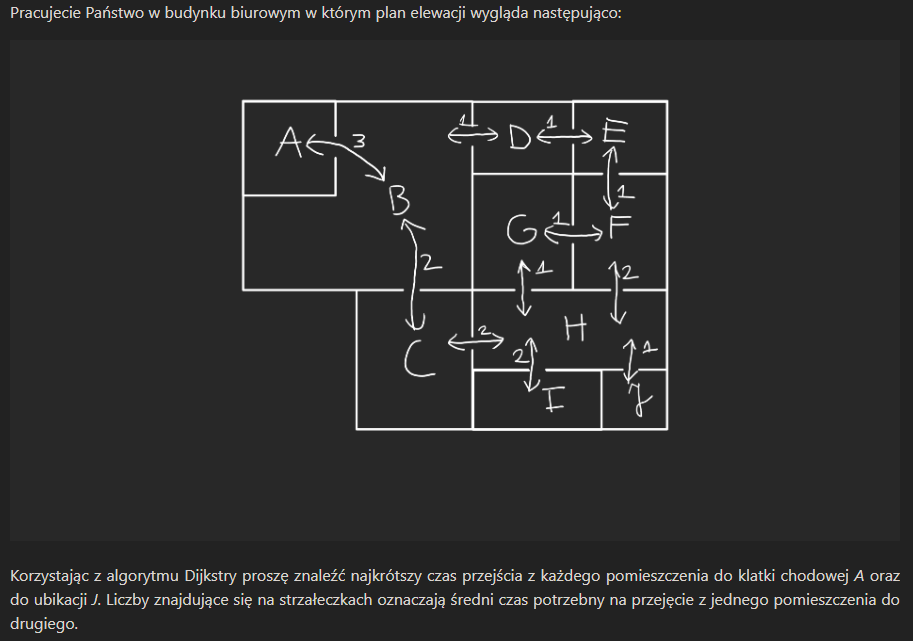 Pracujecie Państwo w budynku biurowym w którym plan elewacji wygląda następująco:
A 3 1 D 1 E
B 1
G 1 F
2 1 2
C 2 H
2 1
I J
Korzystając z algorytmu Dijkstry proszę znaleźć najkrótszy czas przejścia z każdego pomieszczenia do klatki chodowej A oraz
do ubikacji J. Liczby znajdujące się na strzałeczkach oznaczają średni czas potrzebny na przejęcie z jednego pomieszczenia do
drugiego.